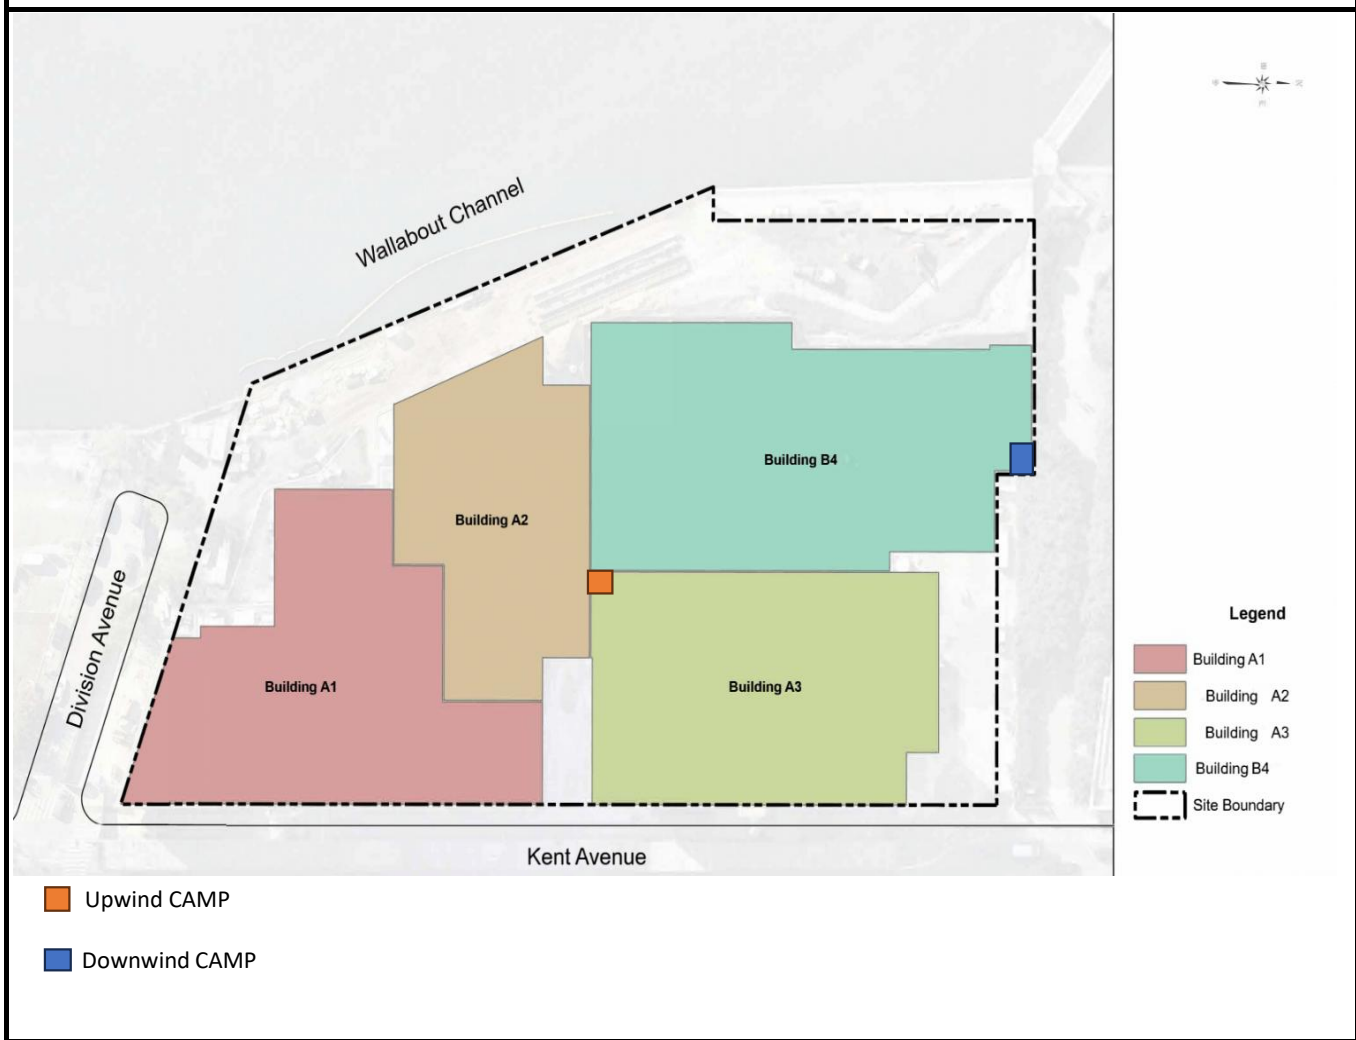 Wallabout Channel
Building B4
Building A2
Building A1
Building A3
Division Avenue
Kent Avenue
Legend
Building A1
Building A2
Building A3
Building B4
Site Boundary
Upwind CAMP
Downwind CAMP